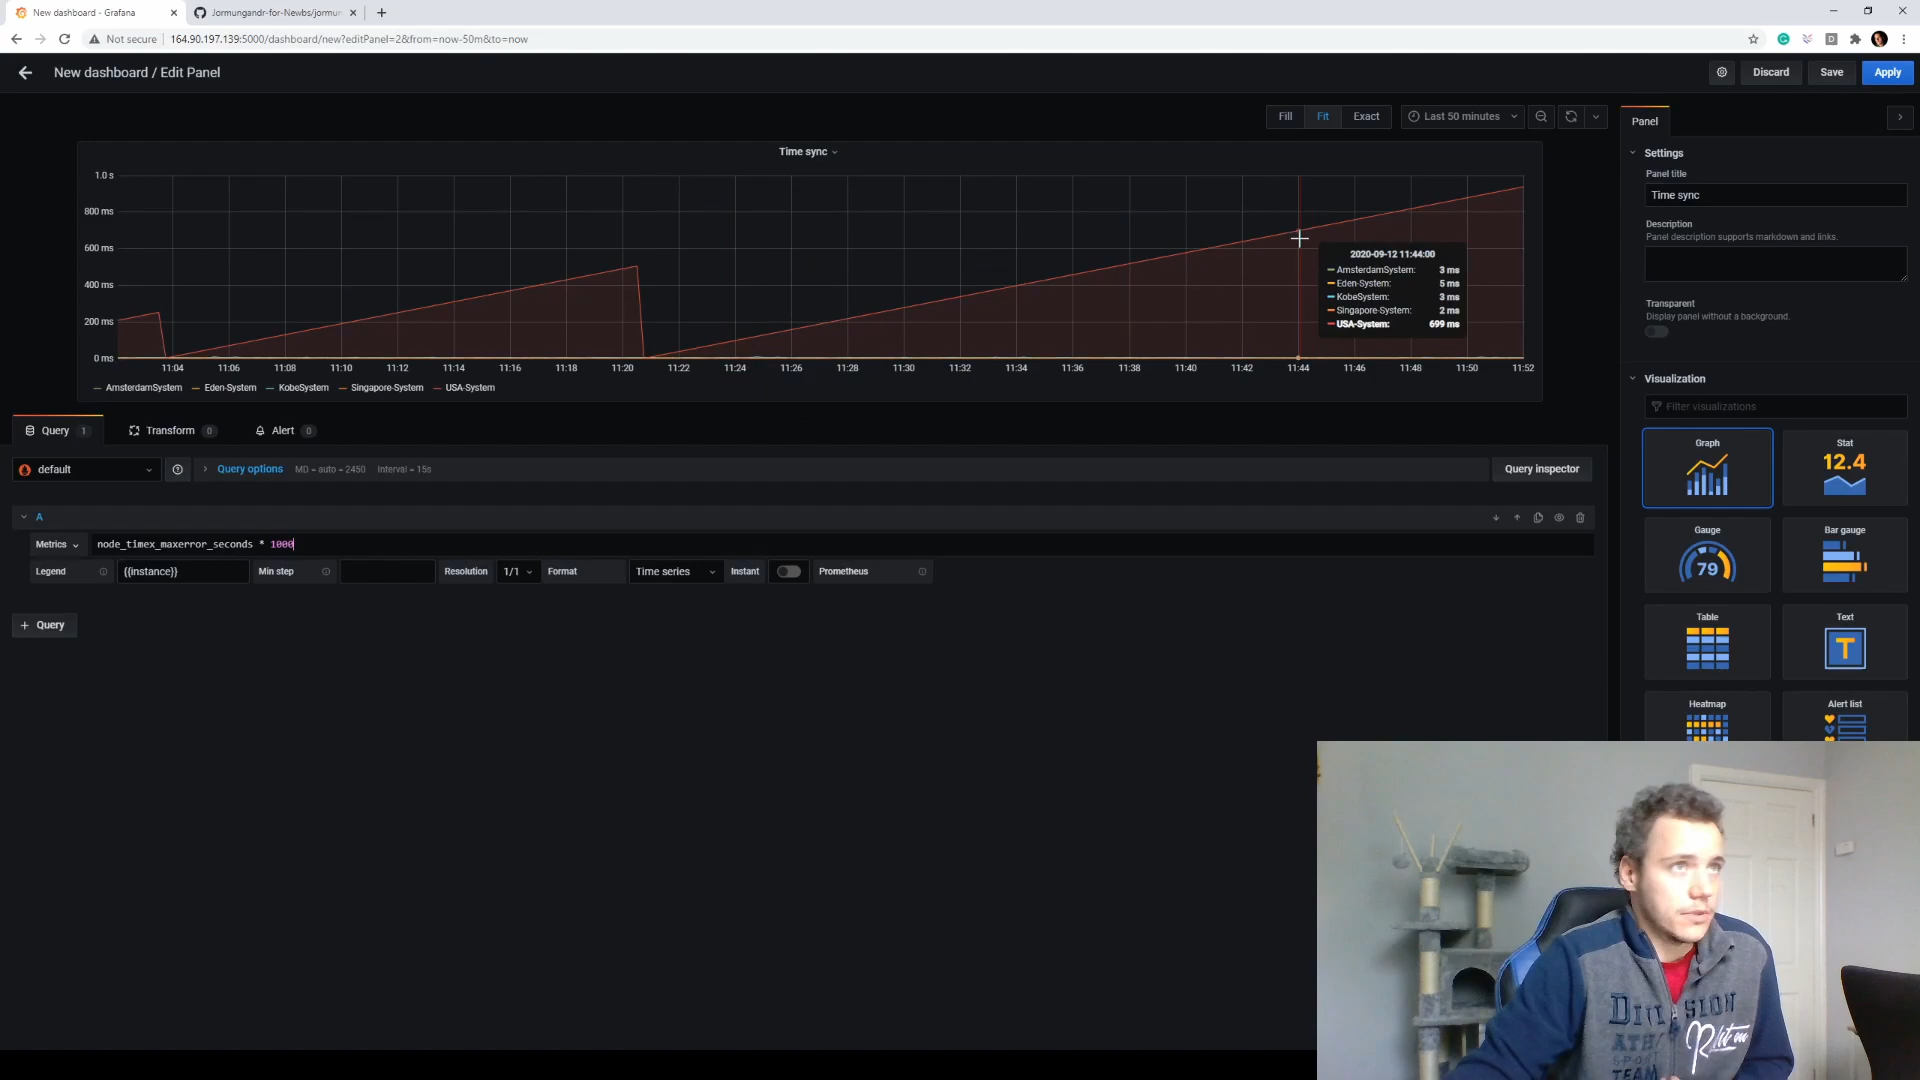 New dashboard - Grafana
Jormungandr-for-Newbs/jormun
Not secure
164.90.197.139:5000/dashboard/new?editPanel=2&from=now-50m&to=now
New dashboard / Edit Panel
Discard
Save
Apply
Fill
Fit
Exact
Last 50 minutes
Time sync
1.0 s
800 ms
600 ms
400 ms
200 ms
0 ms
11:04 11:06 11:08 11:10 11:12 11:14 11:16 11:18 11:20 11:22 11:24 11:26 11:28 11:30 11:32 11:34 11:36 11:38 11:40 11:42 11:44 11:46 11:48 11:50 11:52
AmsterdamSystem Eden-System KobeSystem Singapore-System USA-System
2020-09-12 11:44:00
AmsterdamSystem: 3 ms
Eden-System: 5 ms
KobeSystem: 3 ms
Singapore-System: 2 ms
USA-System: 699 ms
Query 1
Transform 0
Alert 0
default
Query options
MD = auto = 2450
Interval = 15s
Query inspector
A
Metrics
node_timex_maxerror_seconds * 1000
Legend
{{instance}}
Min step
Resolution
1/1
Format
Time series
Instant
Prometheus
+ Query
Panel
Settings
Panel title
Time sync
Description
Panel description supports markdown and links.
Transparent
Display panel without a background.
Visualization
Filter visualizations
Graph
Stat
12.4
Gauge
79
Bar gauge
Table
Text
T
Heatmap
Alert list
DIVISION
ATH
SPORT
TEAM